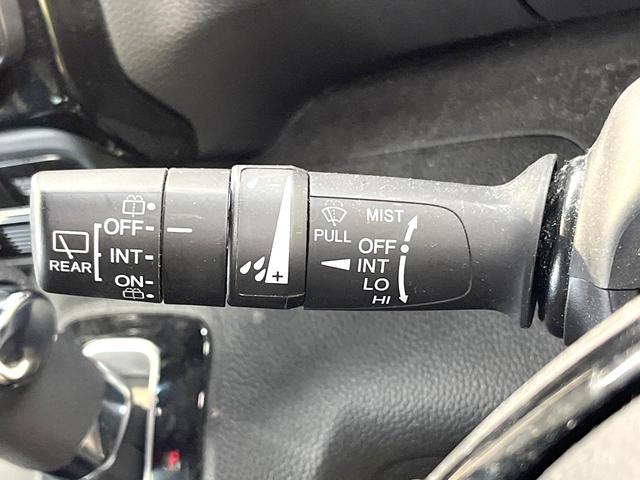 OFF
INT
REAR
ON
+
MIST
PULL
OFF
INT
LO
HI